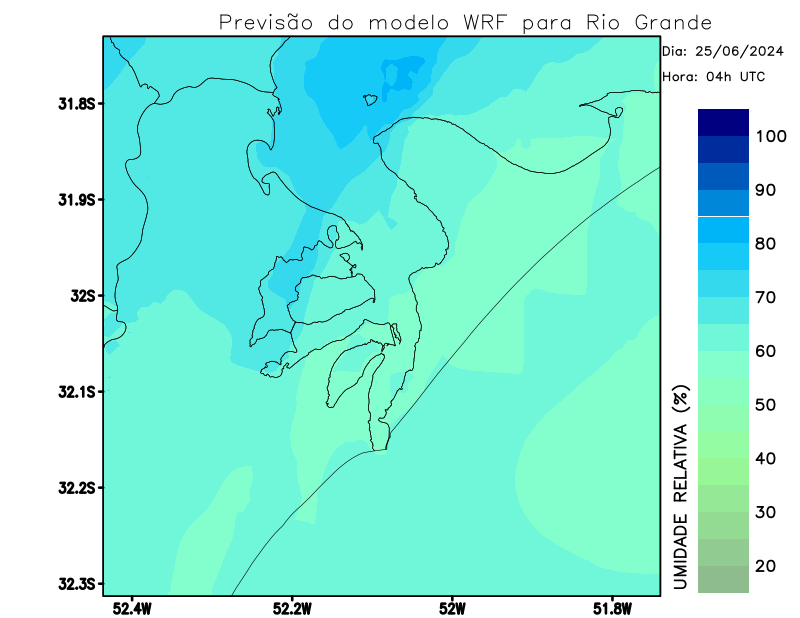 Previsão do modelo WRF para Rio Grande
Dia: 25/06/2024
Hora: 04h UTC
31.8S
31.9S
32S
32.1S
32.2S
32.3S
52.4W
52.2W
52W
51.8W
UMIDADE RELATIVA (%)
100
90
80
70
60
50
40
30
20